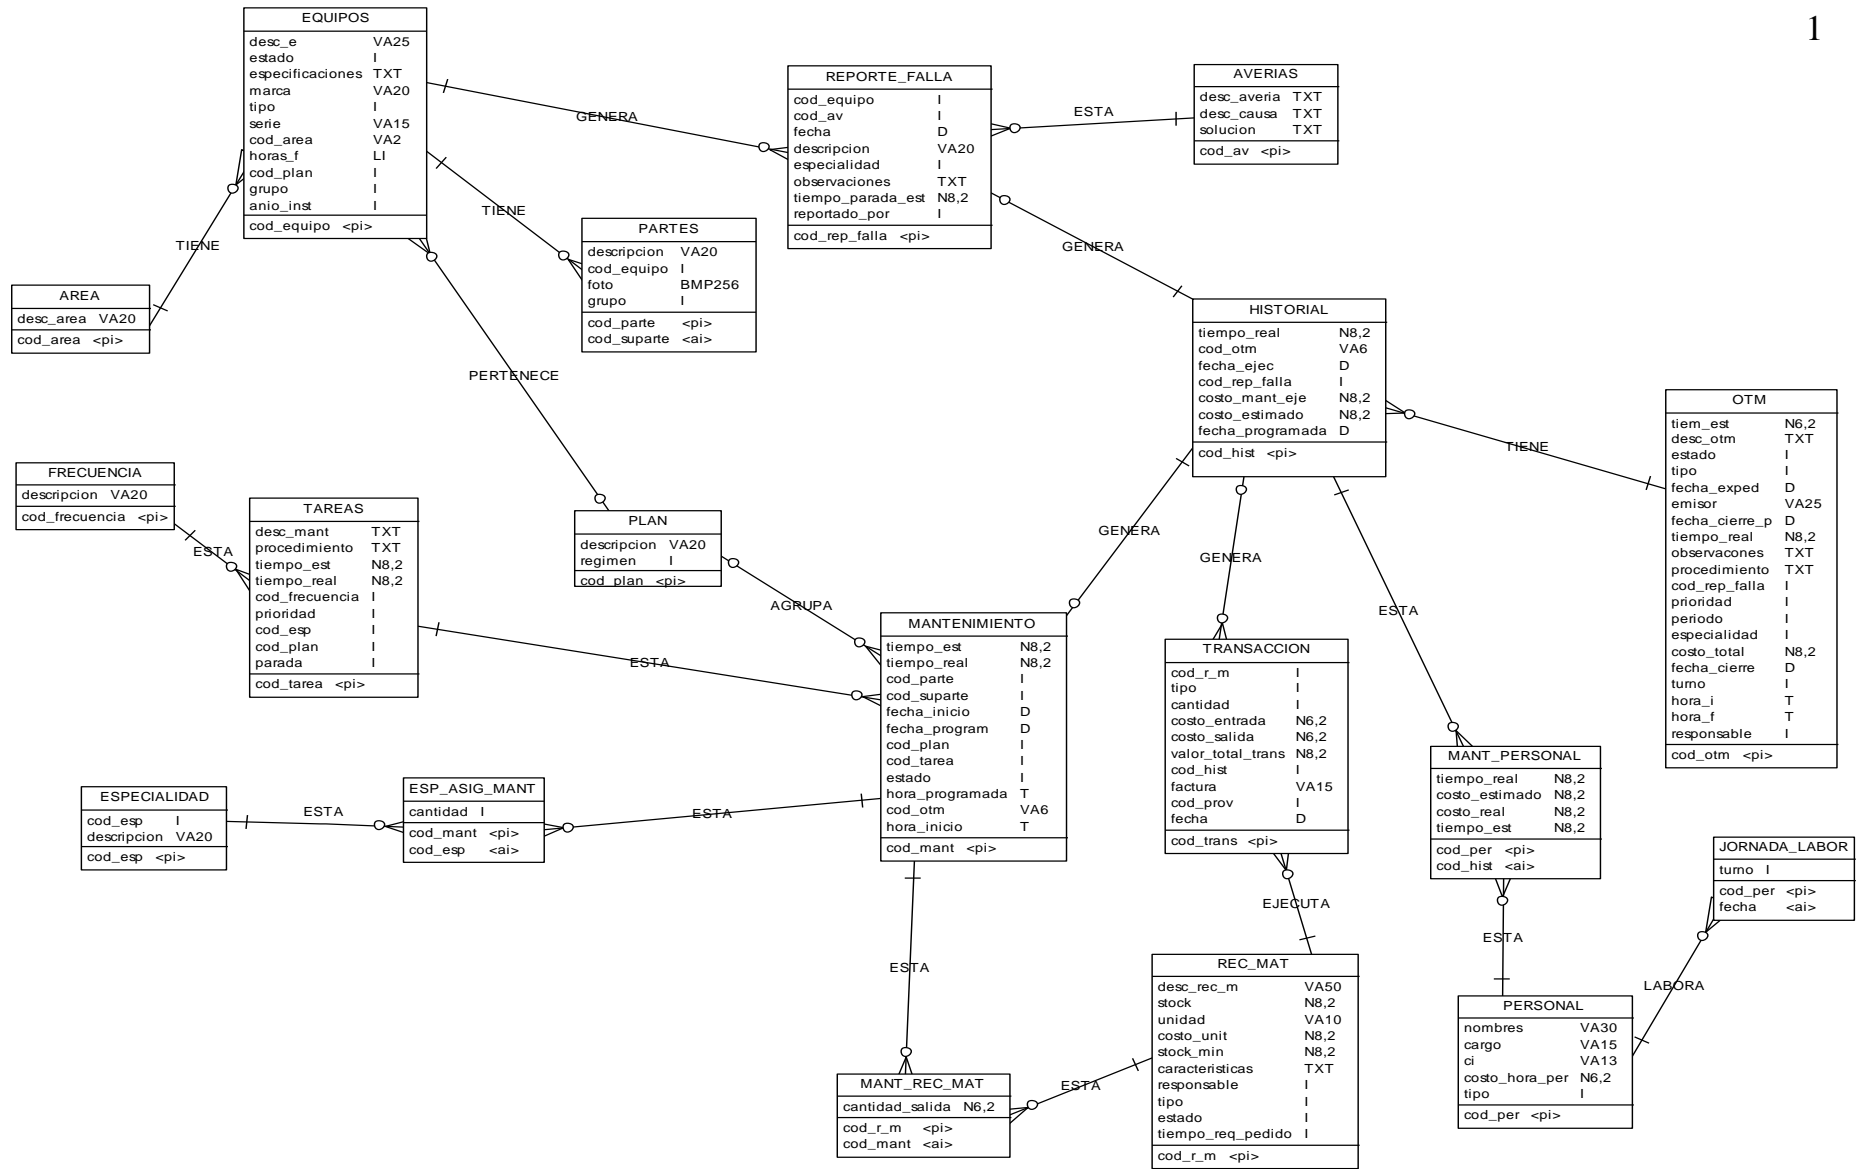 1
EQUIPOS
desc_e VA25
estado I
especificaciones TXT
marca VA20
tipo I
serie VA15
cod_area VA2
horas_f LI
cod_plan I
grupo I
anio_inst I
cod_equipo <pi>
GENERA
REPORTE_FALLA
cod_equipo I
cod_av I
fecha D
descripcion VA20
especialidad I
observaciones TXT
tiempo_parada_est N8,2
reportado_por I
cod_rep_falla <pi>
ESTA
AVERIAS
desc_averia TXT
desc_causa TXT
solucion TXT
cod_av <pi>
TIENE
TIENE
PARTES
descripcion VA20
cod_equipo I
foto BMP256
grupo I
cod_parte <pi>
cod_suparte <ai>
GENERA
AREA
desc_area VA20
cod_area <pi>
PERTENECE
HISTORIAL
tiempo_real N8,2
cod_otm VA6
fecha_ejec D
cod_rep_falla I
costo_mant_eje N8,2
costo_estimado N8,2
fecha_programada D
cod_hist <pi>
TIENE
OTM
tiem_est N6,2
desc_otm TXT
estado I
tipo I
fecha_exped D
emisor VA25
fecha_cierre_p D
tiempo_real N8,2
observacones TXT
procedimiento TXT
cod_rep_falla I
prioridad I
periodo I
especialidad I
costo_total N8,2
fecha_cierre D
turno I
hora_i T
hora_f T
responsable I
cod_otm <pi>
FRECUENCIA
descripcion VA20
cod_frecuencia <pi>
ESTA
TAREAS
desc_mant TXT
procedimiento TXT
tiempo_est N8,2
tiempo_real N8,2
cod_frecuencia I
prioridad I
cod_esp I
cod_plan I
parada I
cod_tarea <pi>
PLAN
descripcion VA20
regimen I
cod_plan <pi>
AGRUPA
GENERA
GENERA
ESTA
ESTA
MANTENIMIENTO
tiempo_est N8,2
tiempo_real N8,2
cod_parte I
cod_suparte I
fecha_inicio D
fecha_program D
cod_plan I
cod_tarea I
estado I
hora_programada T
cod_otm VA6
hora_inicio T
cod_mant <pi>
TRANSACCION
cod_r_m I
tipo I
cantidad I
costo_entrada N6,2
costo_salida N6,2
valor_total_trans N8,2
cod_hist I
factura VA15
cod_prov I
fecha D
cod_trans <pi>
MANT_PERSONAL
tiempo_real N8,2
costo_estimado N8,2
costo_real N8,2
tiempo_est N8,2
cod_per <pi>
cod_hist <ai>
ESPECIALIDAD
cod_esp I
descripcion VA20
cod_esp <pi>
ESTA
ESP_ASIG_MANT
cantidad I
cod_mant <pi>
cod_esp <ai>
ESTA
JORNADA_LABOR
turno I
cod_per <pi>
fecha <ai>
EJECUTA
ESTA
ESTA
LABORA
REC_MAT
desc_rec_m VA50
stock N8,2
unidad VA10
costo_unit N8,2
stock_min N8,2
caracteristicas TXT
responsable I
tipo I
estado I
tiempo_req_pedido I
cod_r_m <pi>
PERSONAL
nombres VA30
cargo VA15
ci VA13
costo_hora_per N6,2
tipo I
cod_per <pi>
MANT_REC_MAT
cantidad_salida N6,2
cod_r_m <pi>
cod_mant <ai>
ESTA